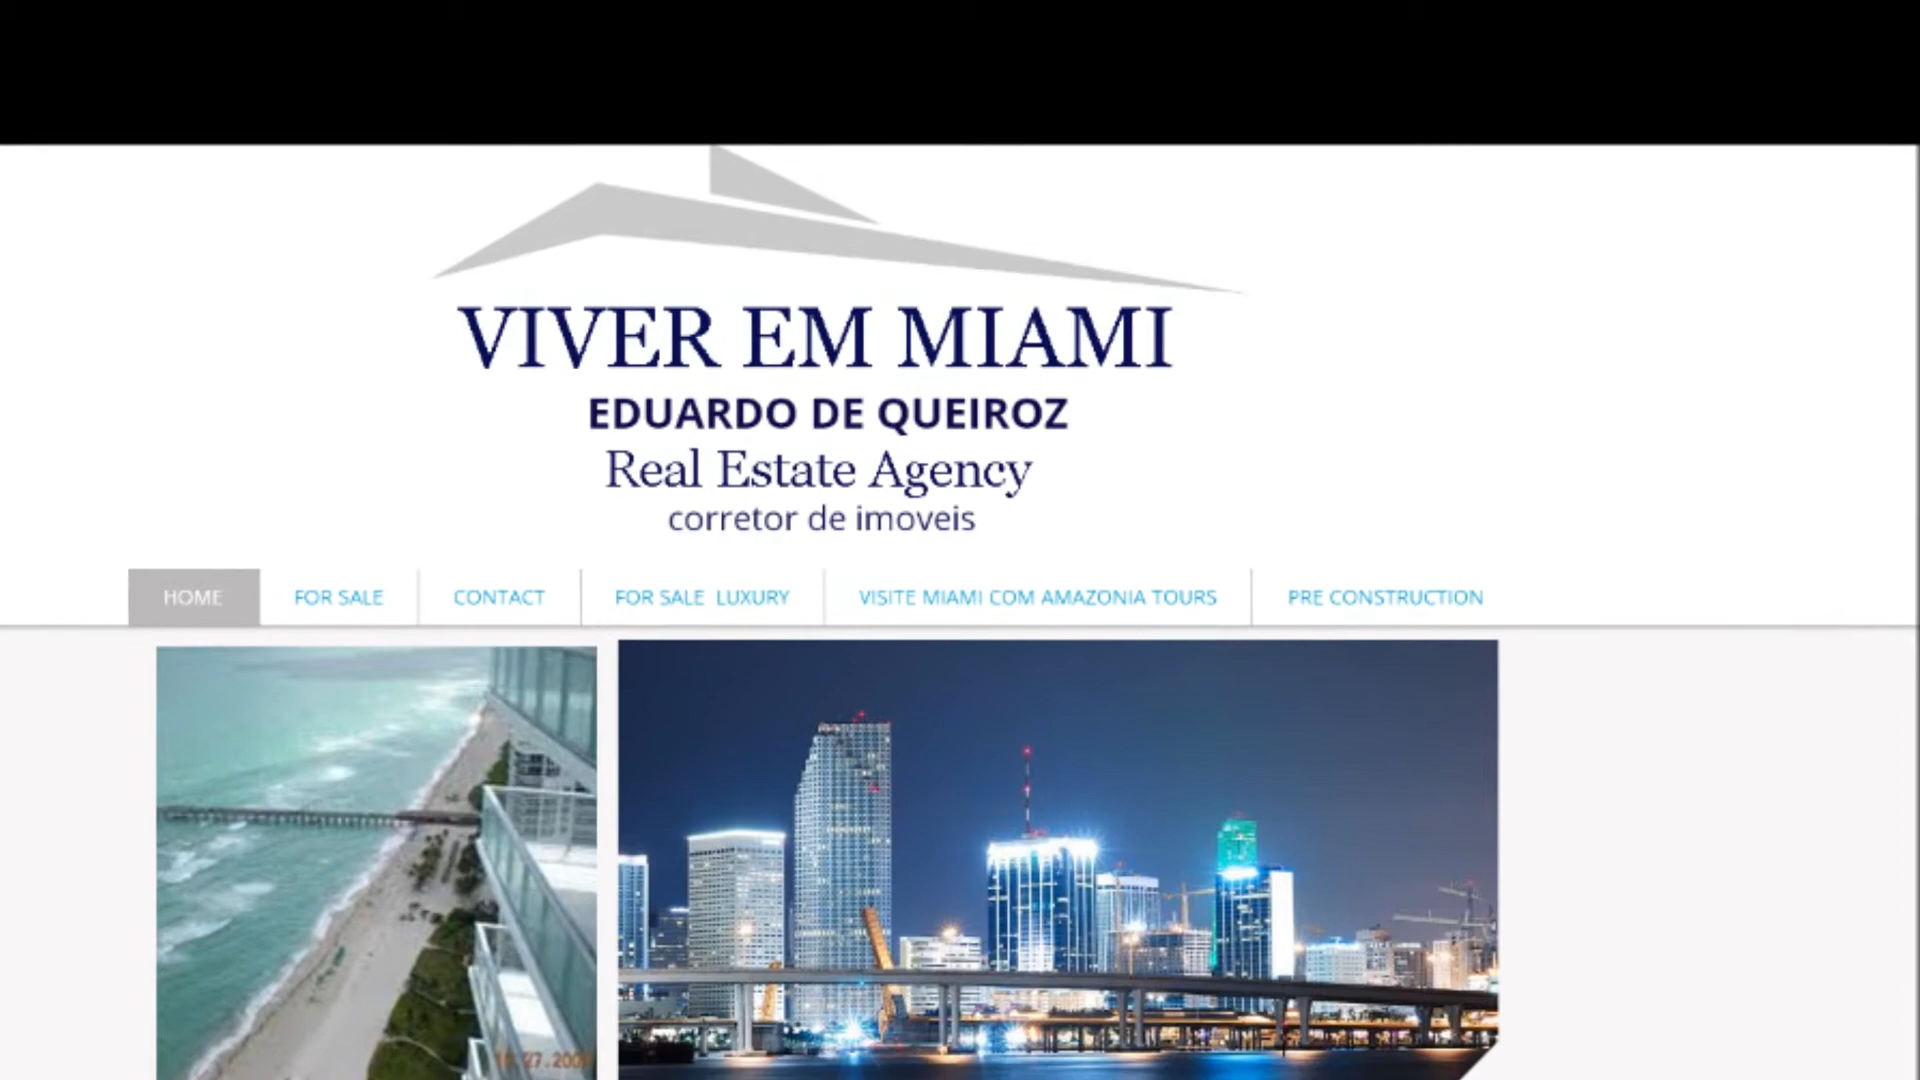 VIVER EM MIAMI
EDUARDO DE QUEIROZ
Real Estate Agency
corretor de imoveis
HOME
FOR SALE
CONTACT
FOR SALE LUXURY
VISITE MIAMI COM AMAZONIA TOURS
PRE CONSTRUCTION